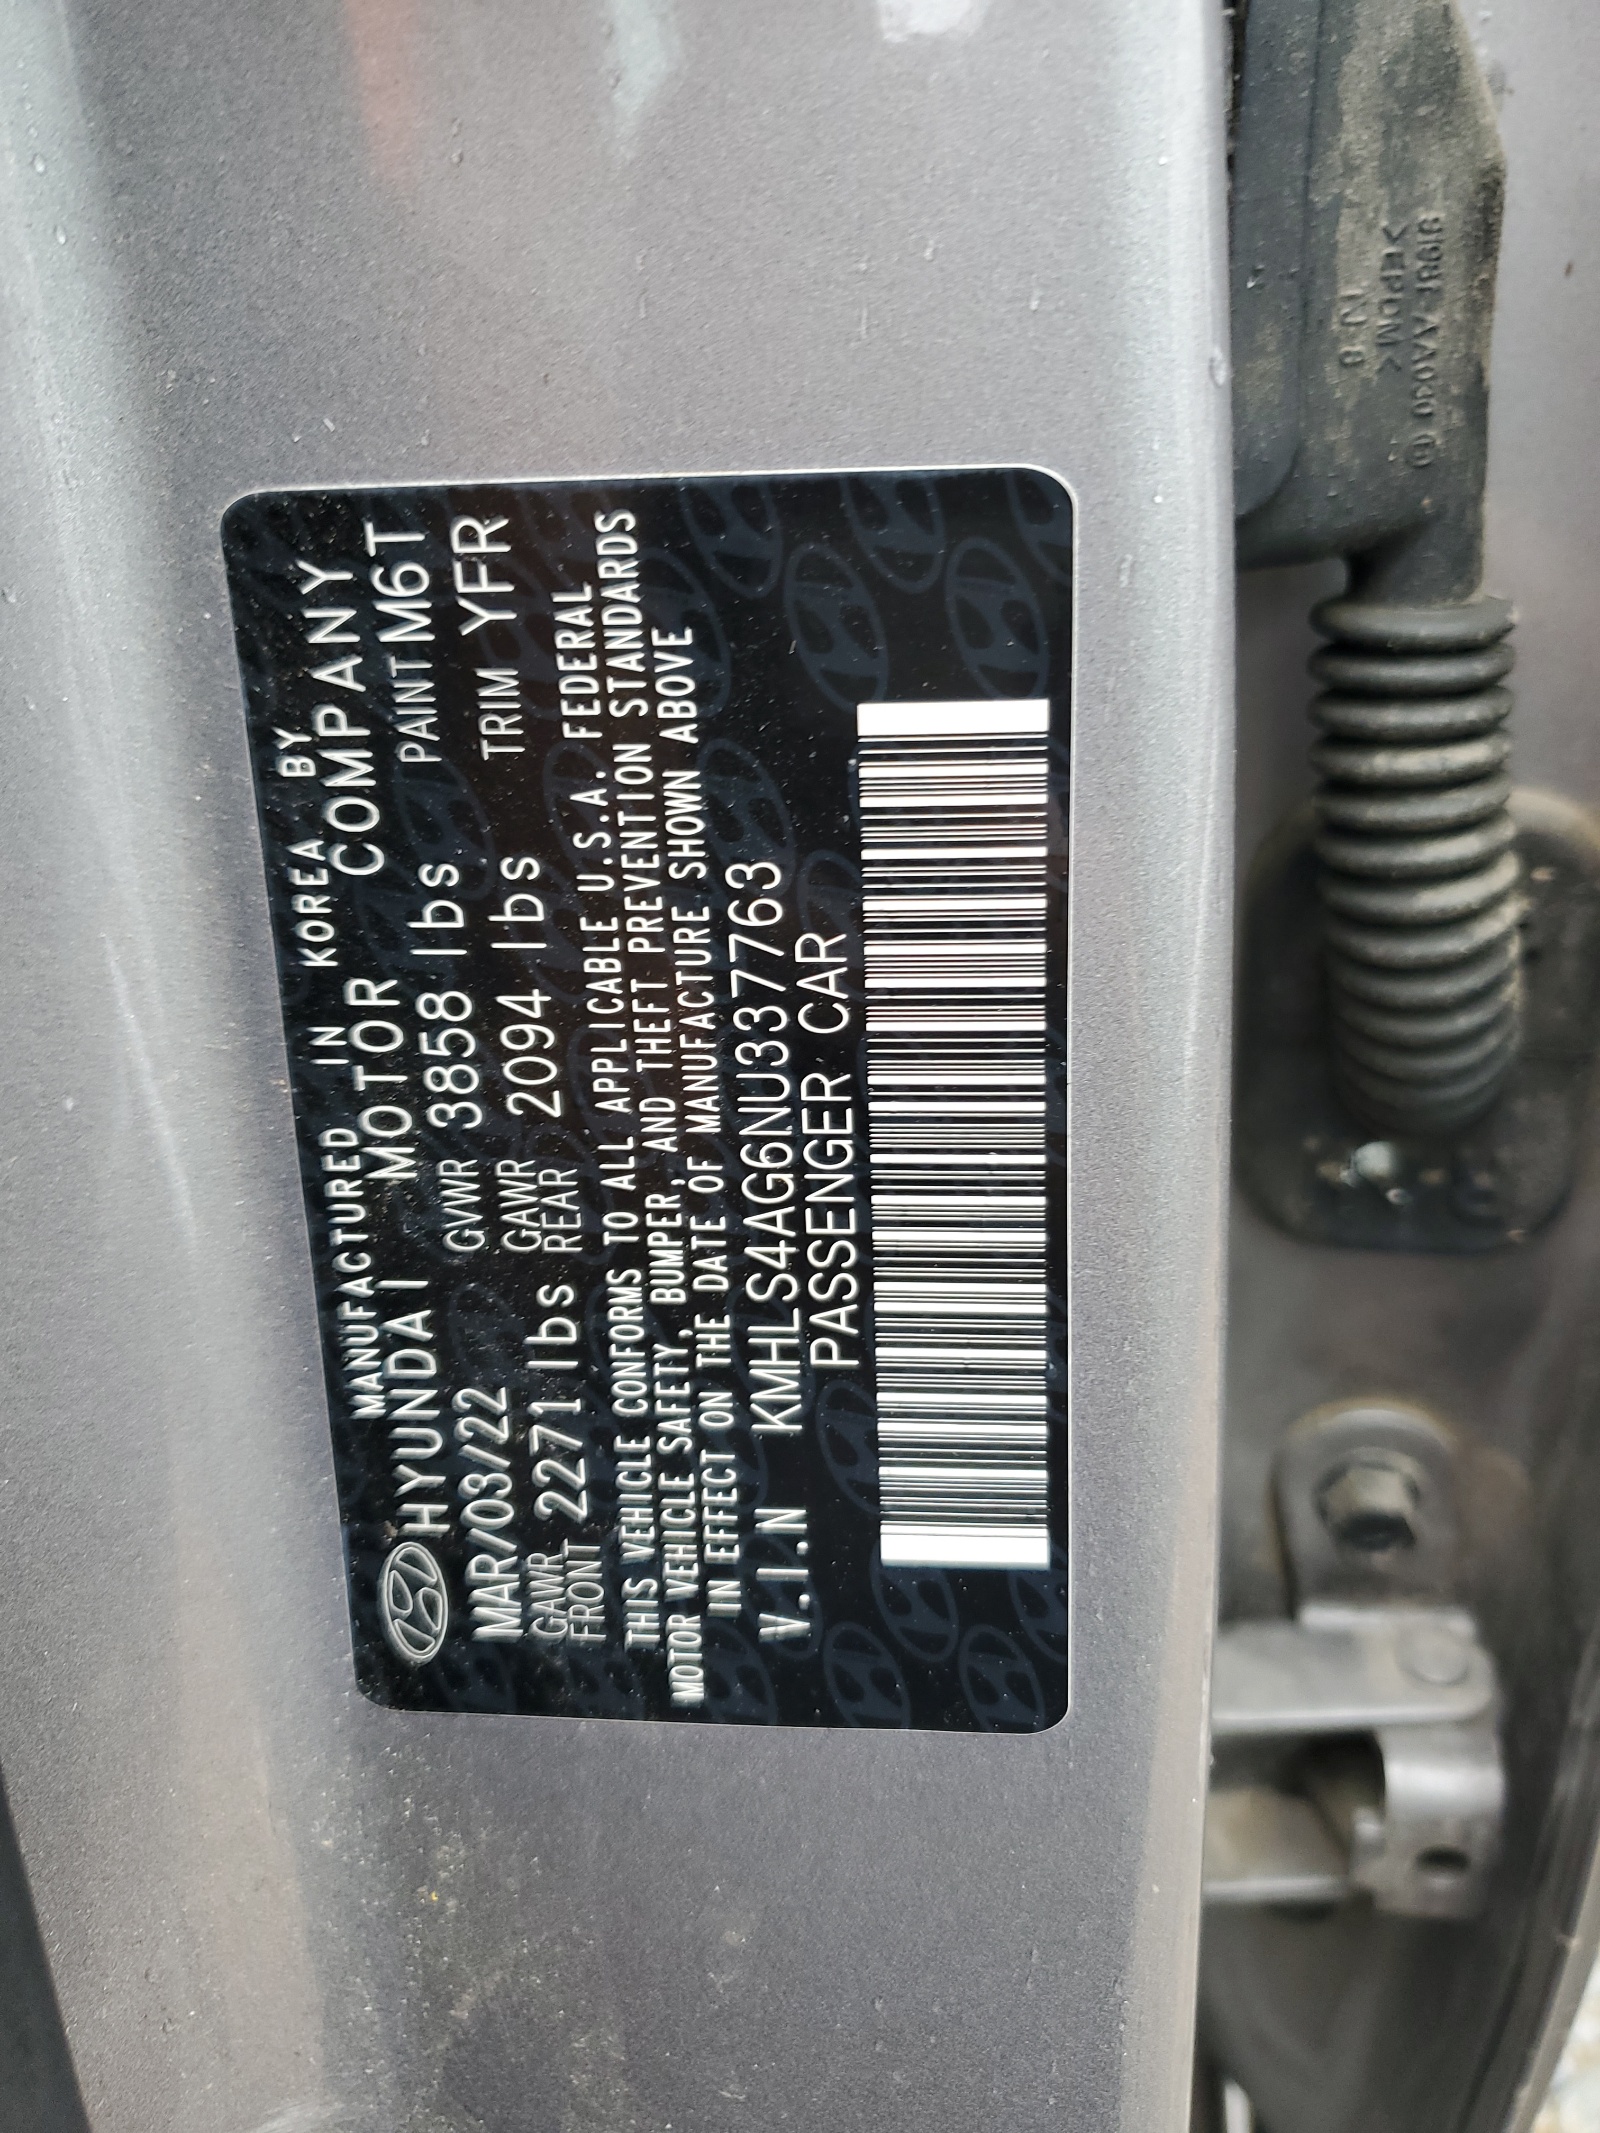 MANUFACTURED IN KOREA BY
HYUNDAI MOTOR COMPANY
MAR/03/22 GVWR 3858 lbs PAINT M6T
GAWR FRONT 2271 lbs GAWR REAR 2094 lbs TRIM YFR
THIS VEHICLE CONFORMS TO ALL APPLICABLE U.S.A. FEDERAL
MOTOR VEHICLE SAFETY, BUMPER, AND THEFT PREVENTION STANDARDS
IN EFFECT ON THE DATE OF MANUFACTURE SHOWN ABOVE
V.I.N KMHLS4AG6NU337763
PASSENGER CAR
>EPDM<